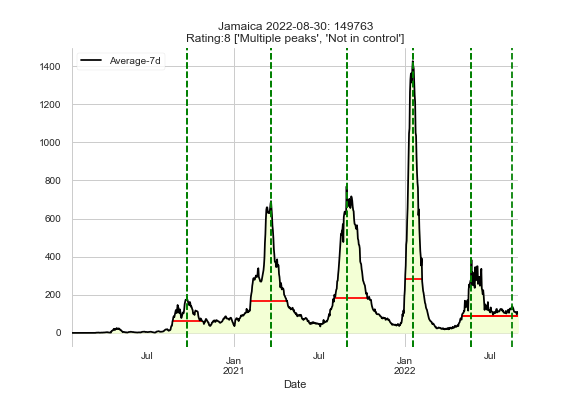 Jamaica 2022-08-30: 149763
Rating:8 ['Multiple peaks', 'Not in control']
Average-7d
1400
1200
1000
800
600
400
200
0
Jul
Jan
2021
Jul
Jan
2022
Jul
Date